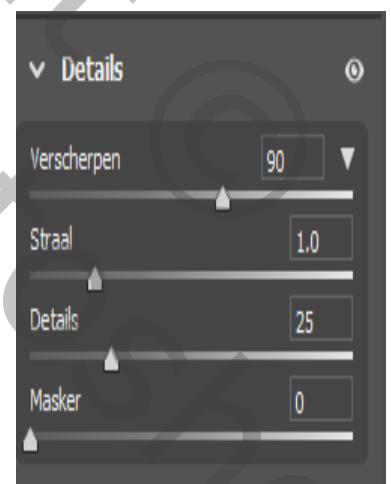 Details
Verscherpen 90
Straal 1.0
Details 25
Masker 0